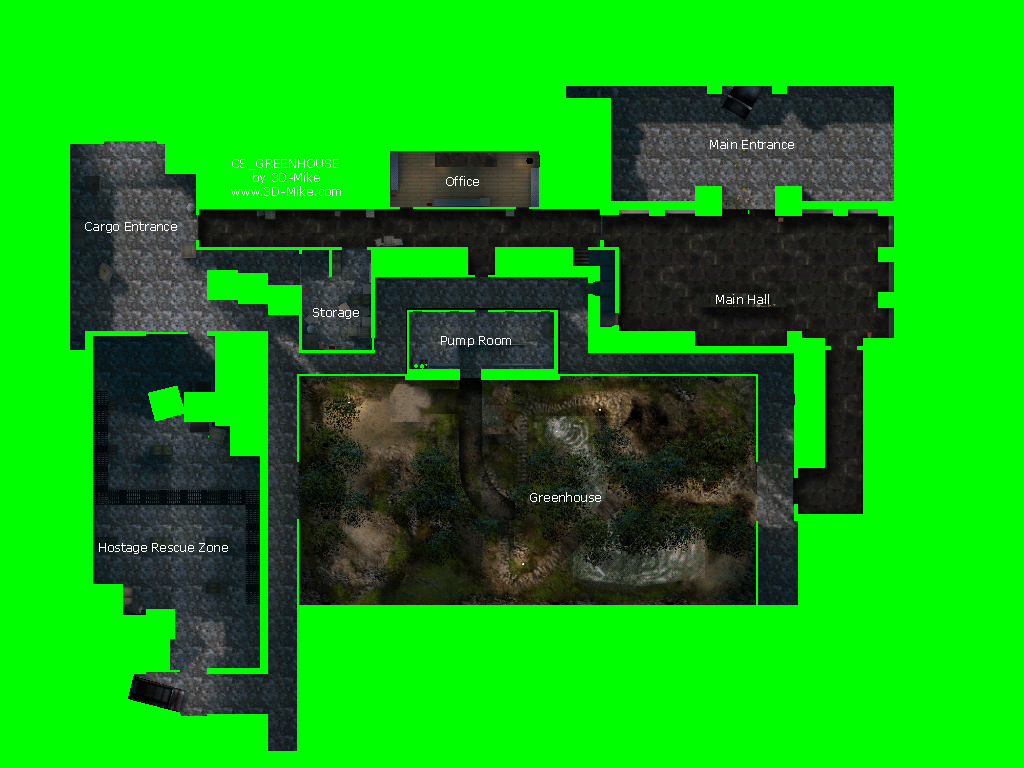 Main Entrance
CS_GREENHOUSE
by 3D-Mike
www.3D-Mike.com
Office
Cargo Entrance
Main Hall
Storage
Pump Room
Greenhouse
Hostage Rescue Zone